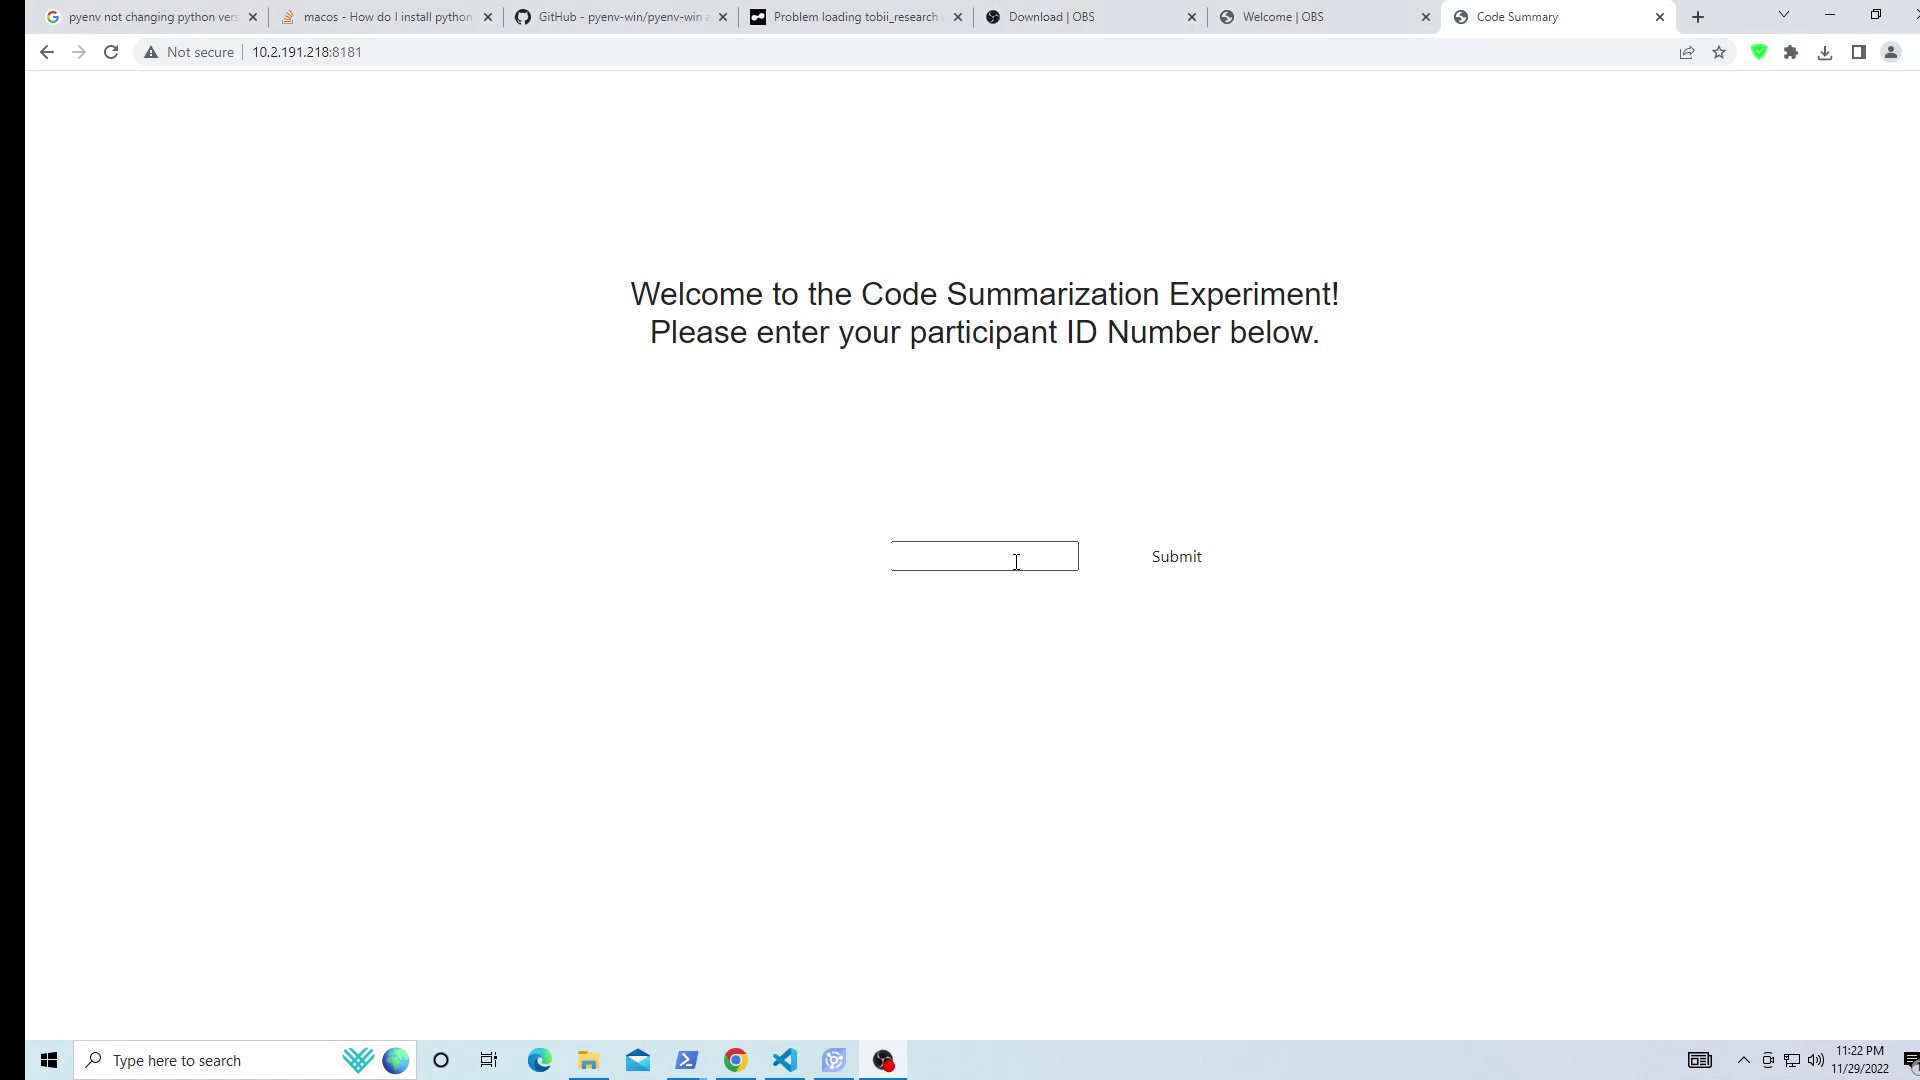 pyenv not changing python vers
macos - How do I install python
GitHub - pyenv-win/pyenv-win
Problem loading tobii_research
Download | OBS
Welcome | OBS
Code Summary
Not secure
10.2.191.218:8181
Welcome to the Code Summarization Experiment!
Please enter your participant ID Number below.
Submit
Type here to search
11:22 PM
11/29/2022